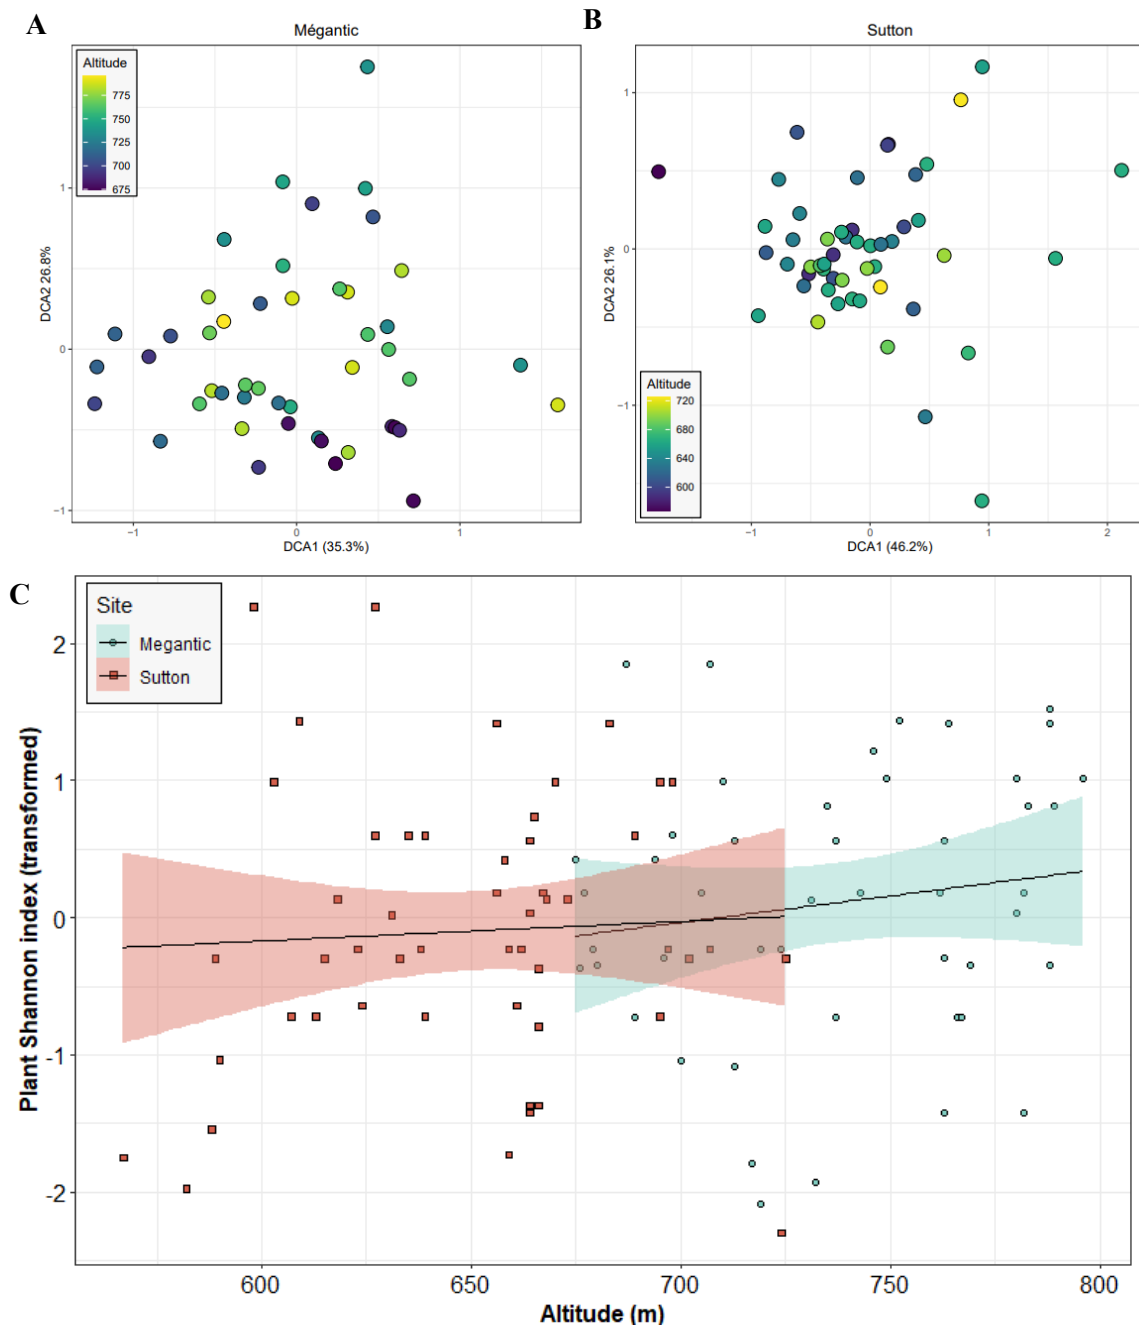 A
Mégantic
Altitude
775
750
725
700
675
1
0
−1
DCA2 26.8%
−1
0
1
DCA1 (35.3%)
B
Sutton
1
0
−1
DCA2 26.1%
Altitude
720
680
640
600
−1
0
1
2
DCA1 (46.2%)
C
Site
Megantic
Sutton
2
1
0
-1
-2
Plant Shannon index (transformed)
600
650
700
750
800
Altitude (m)